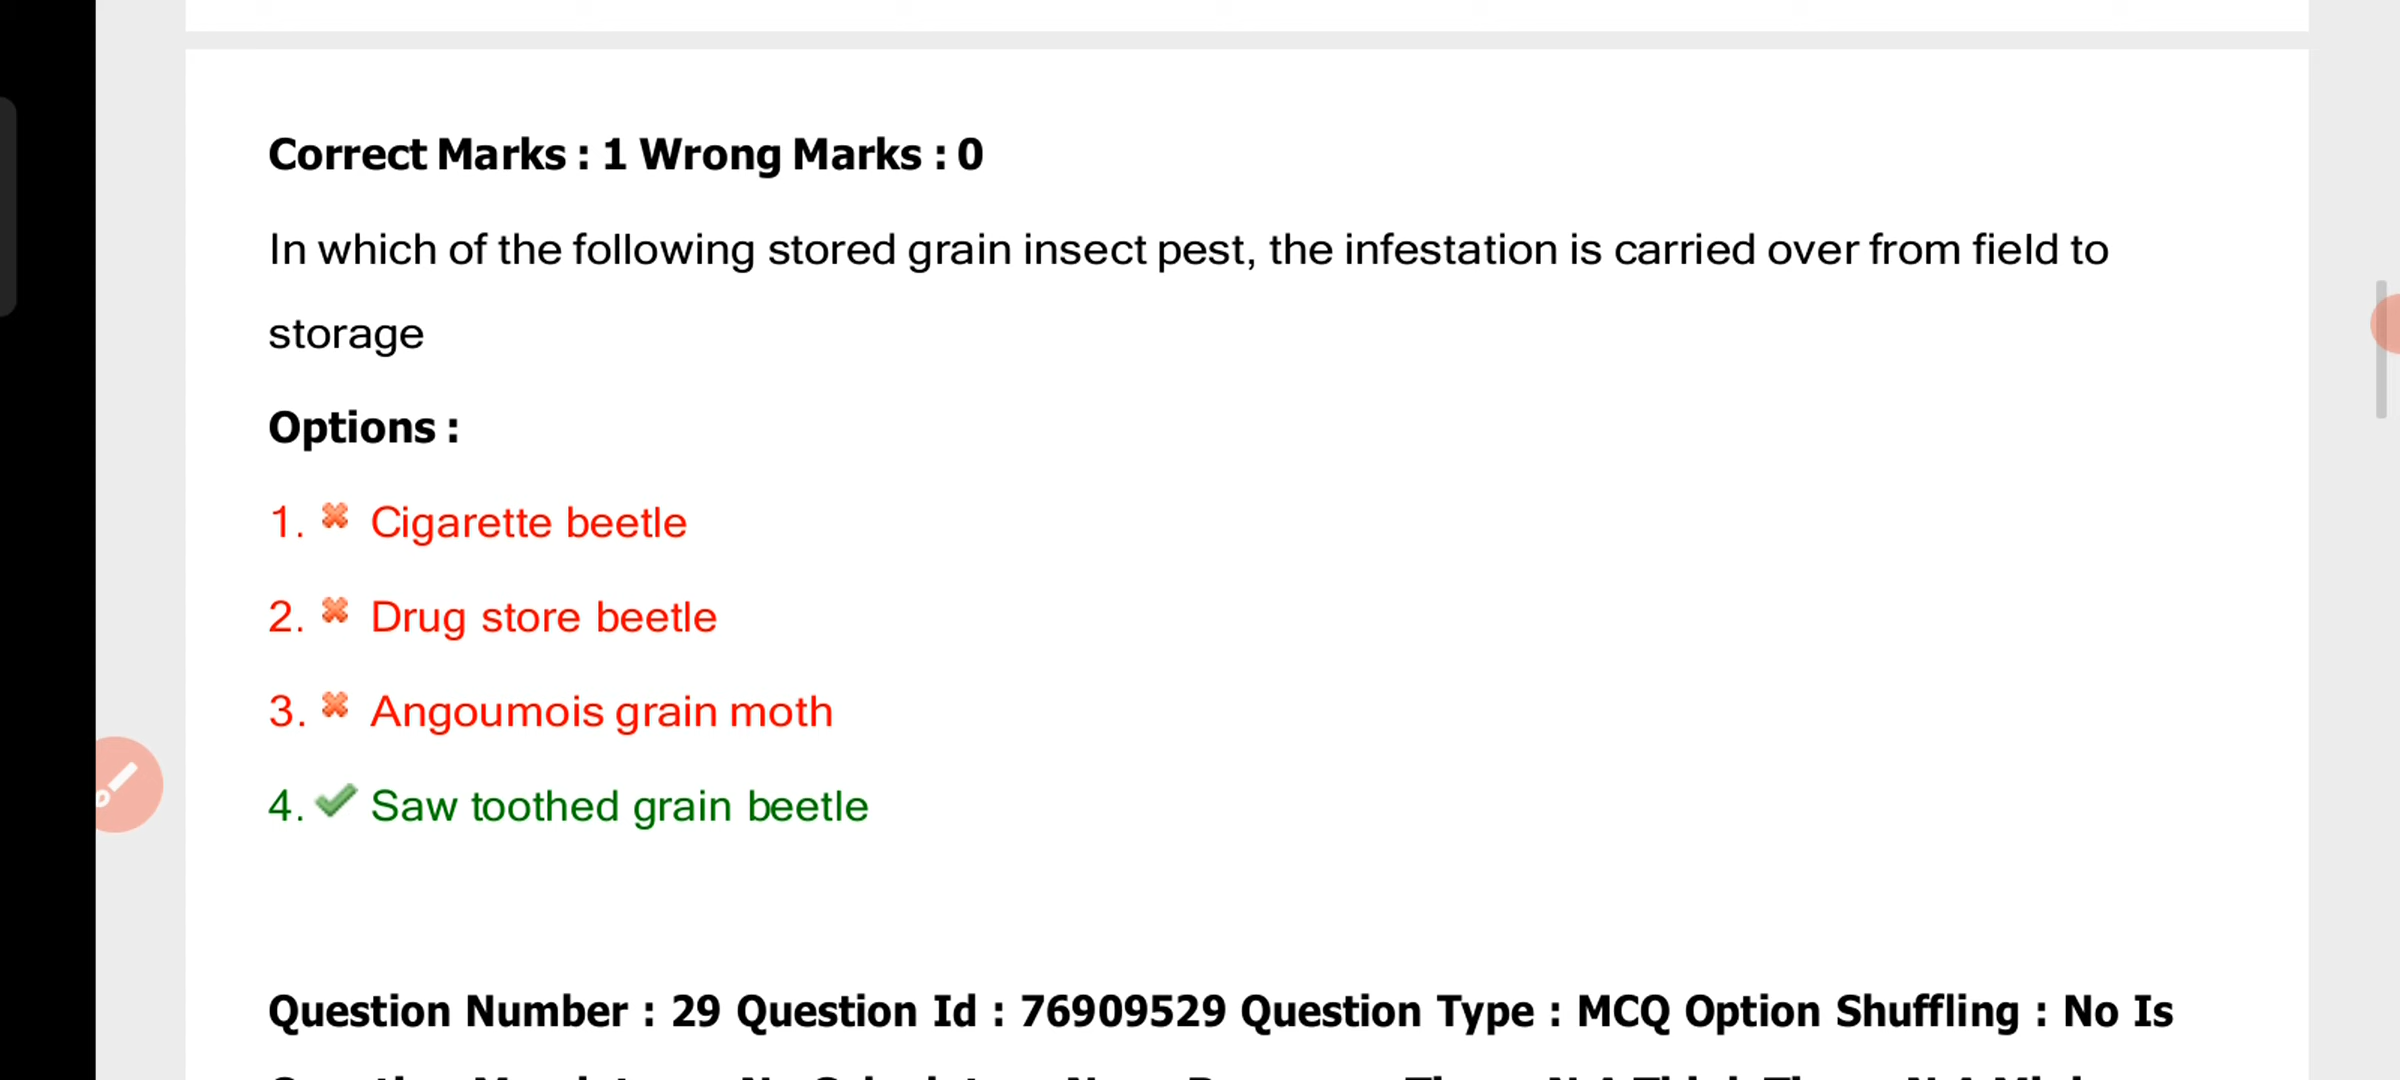 Correct Marks : 1 Wrong Marks : 0
In which of the following stored grain insect pest, the infestation is carried over from field to
storage
Options :
1. Cigarette beetle
2. Drug store beetle
3. Angoumois grain moth
4. Saw toothed grain beetle
Question Number : 29 Question Id : 76909529 Question Type : MCQ Option Shuffling : No Is